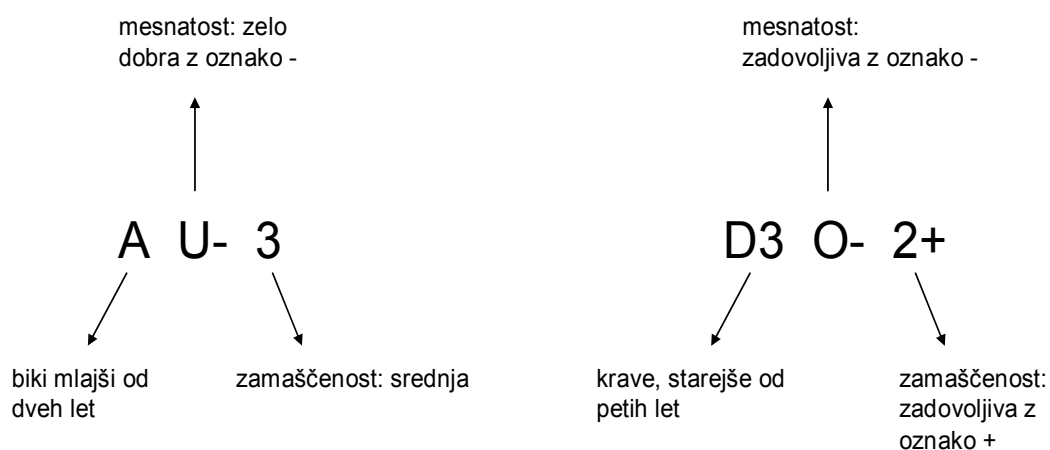 mesnatost: zelo
dobra z oznako -
A U- 3
biki mlajši od
dveh let
zamaščenost: srednja
mesnatost:
zadovoljiva z oznako -
D3 O- 2+
krave, starejše od
petih let
zamaščenost:
zadovoljiva z
oznako +